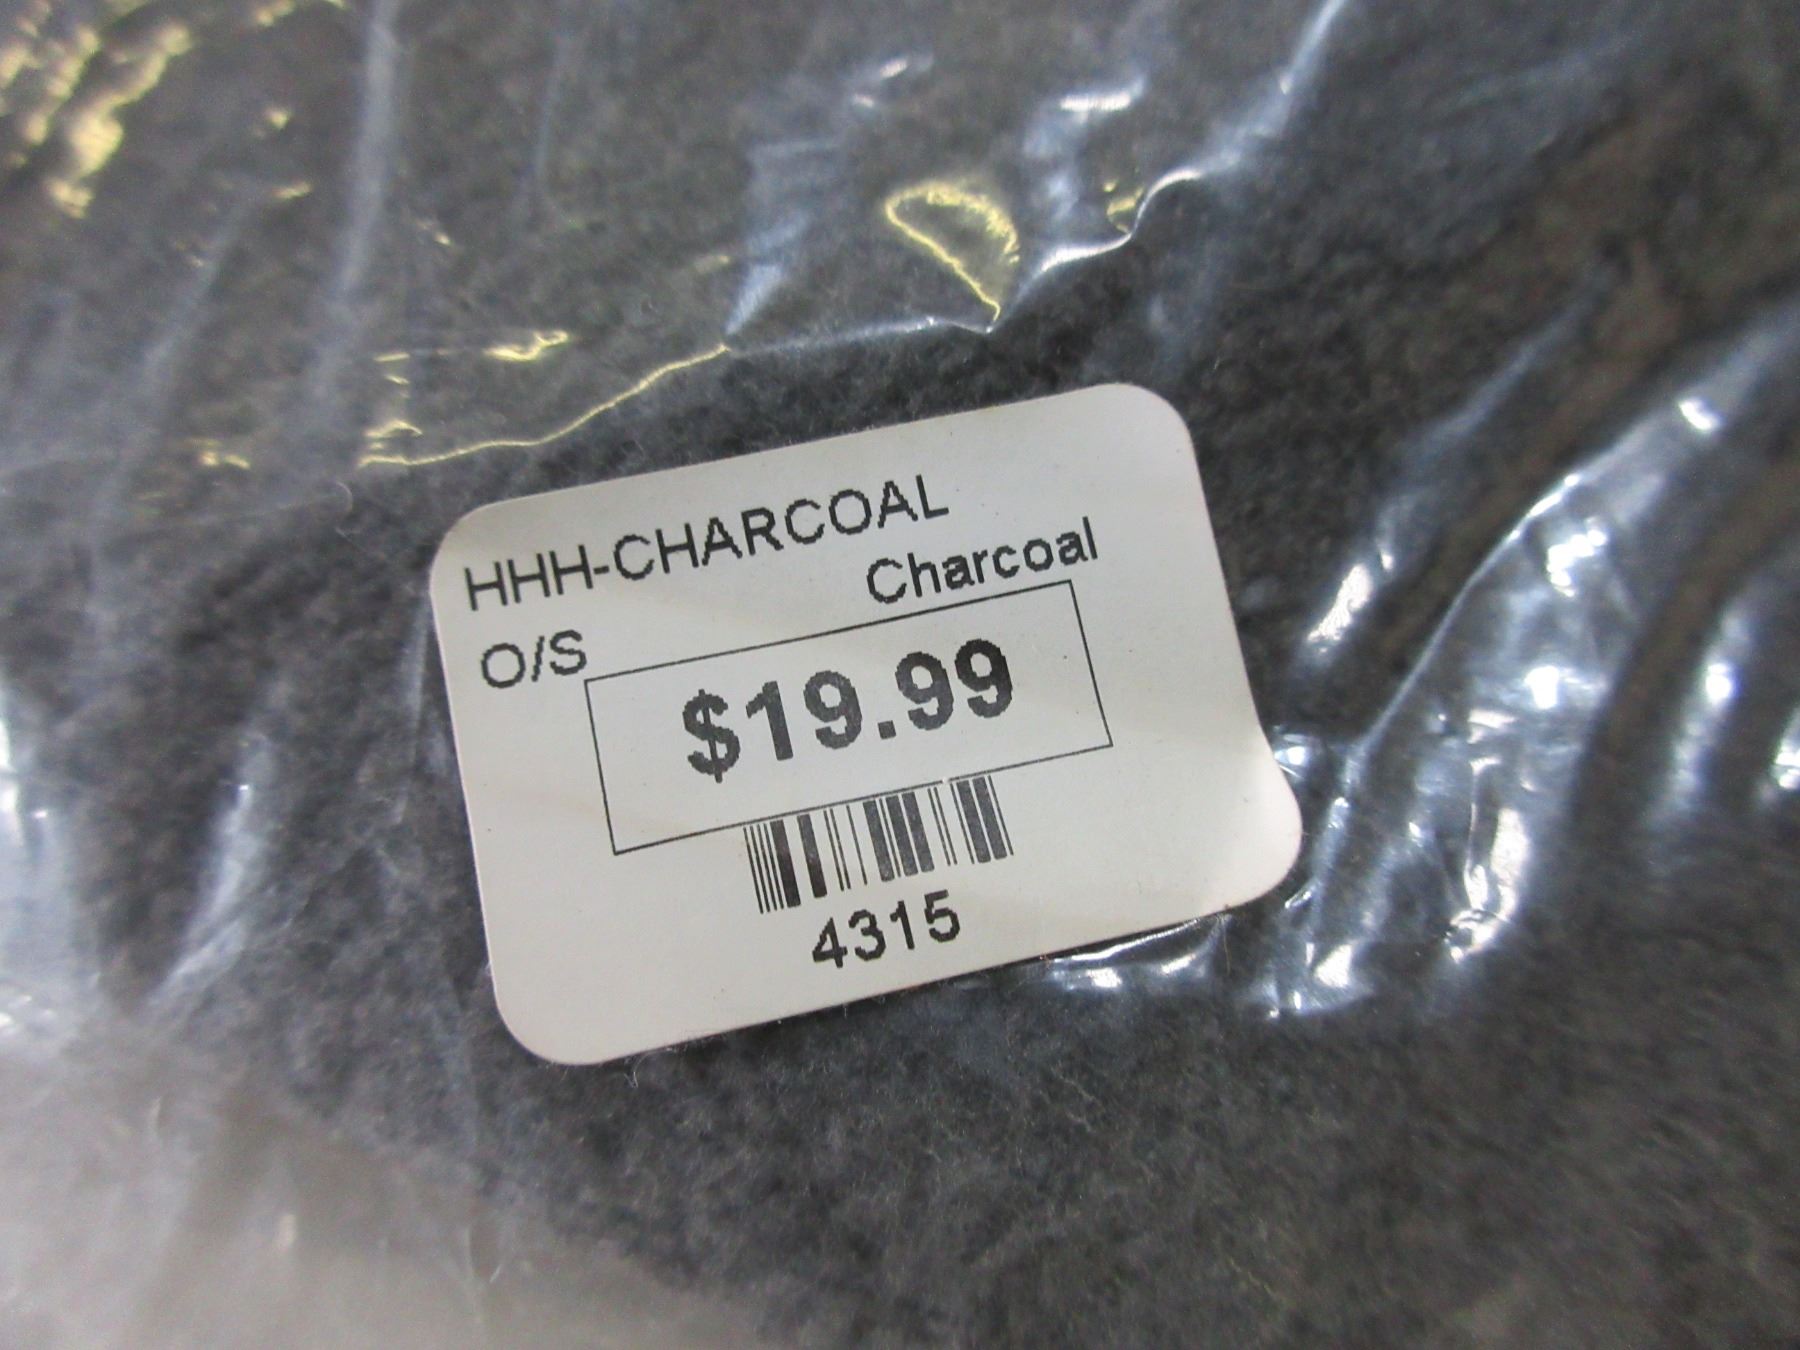 HHH-CHARCOAL
Charcoal
O/S
$19.99
4315